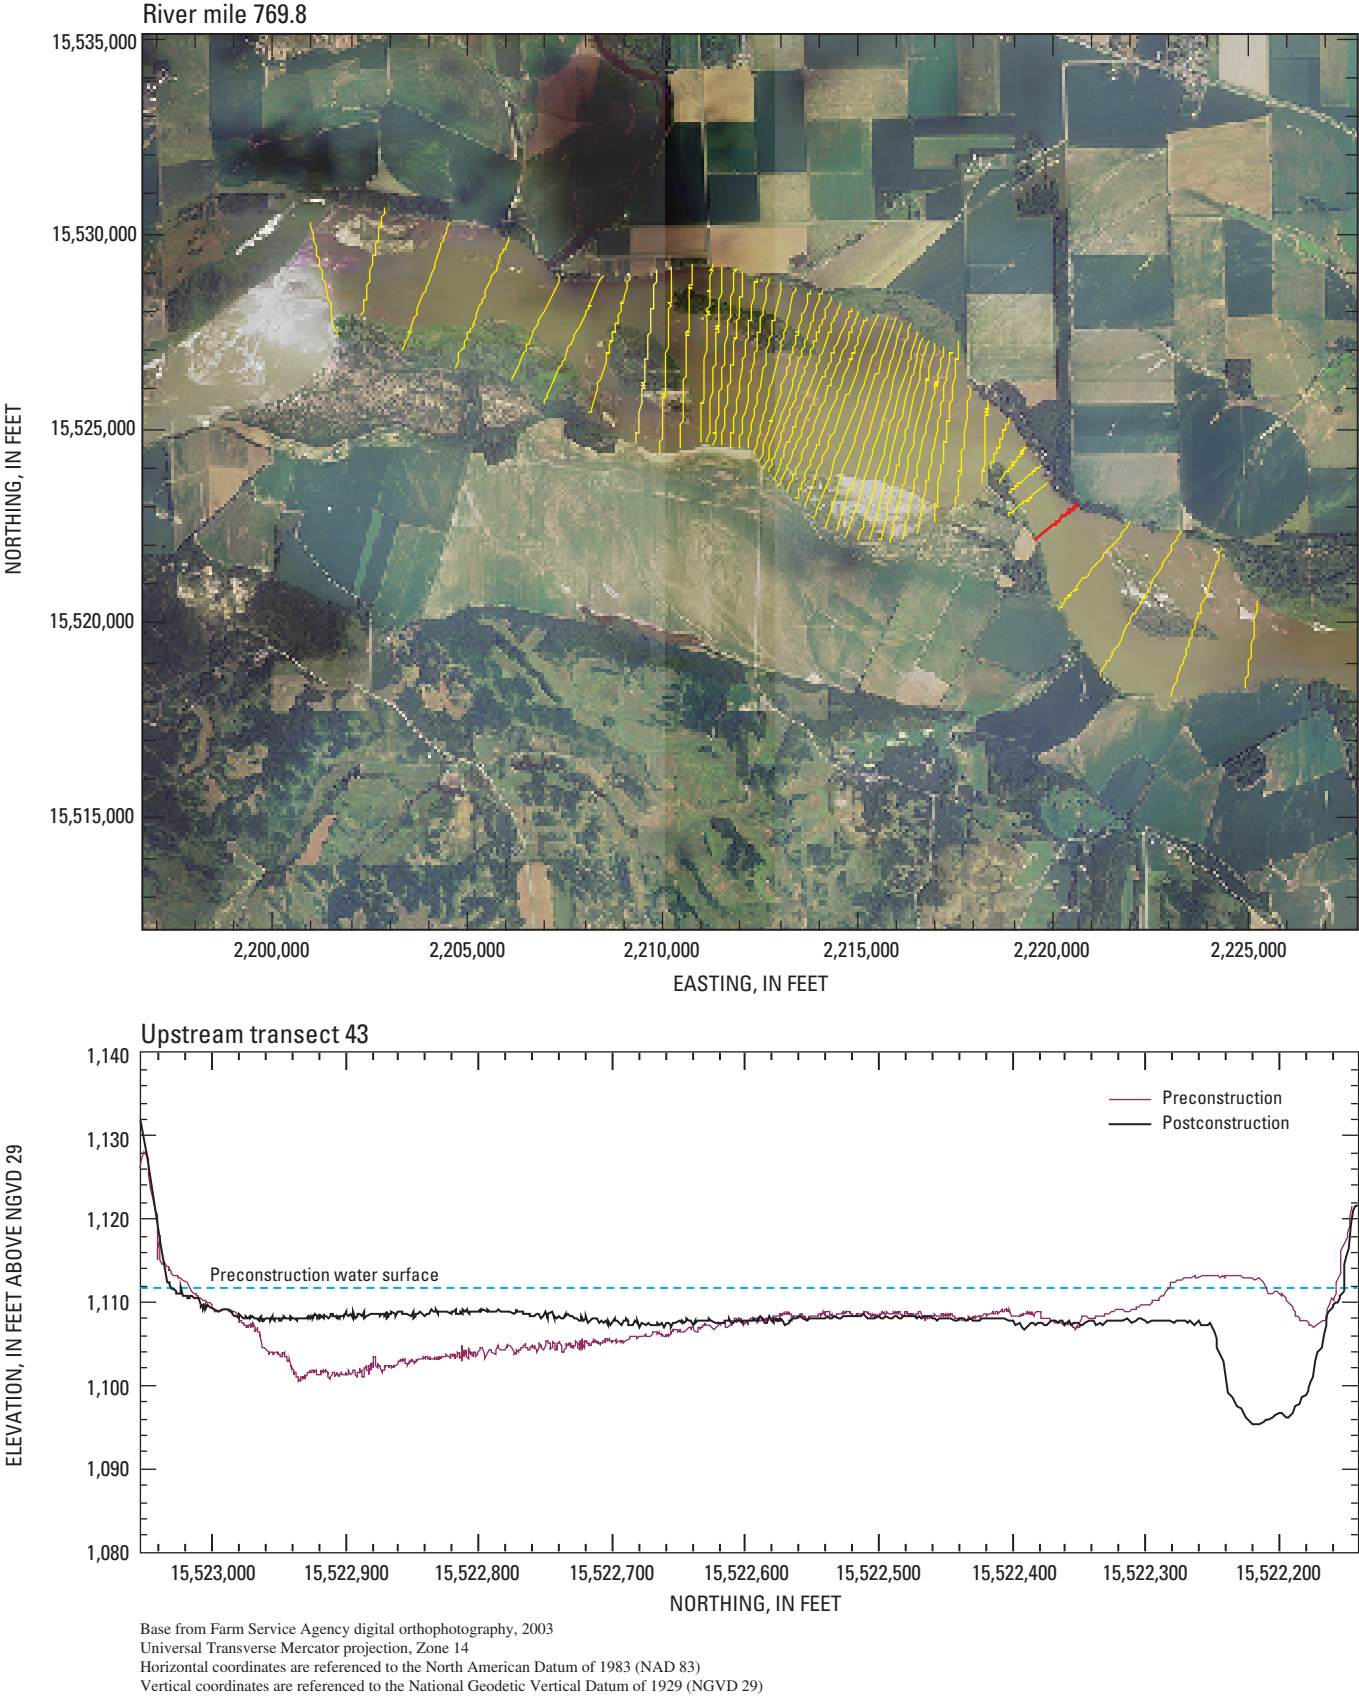 River mile 769.8
15,535,000
15,530,000
15,525,000
15,520,000
15,515,000
NORTHING, IN FEET
2,200,000 2,205,000 2,210,000 2,215,000 2,220,000 2,225,000
EASTING, IN FEET
Upstream transect 43
1,140
1,130
1,120
1,110
1,100
1,090
1,080
ELEVATION, IN FEET ABOVE NGVD 29
Preconstruction
Postconstruction
Preconstruction water surface
15,523,000 15,522,900 15,522,800 15,522,700 15,522,600 15,522,500 15,522,400 15,522,300 15,522,200
NORTHING, IN FEET
Base from Farm Service Agency digital orthophotography, 2003
Universal Transverse Mercator projection, Zone 14
Horizontal coordinates are referenced to the North American Datum of 1983 (NAD 83)
Vertical coordinates are referenced to the National Geodetic Vertical Datum of 1929 (NGVD 29)